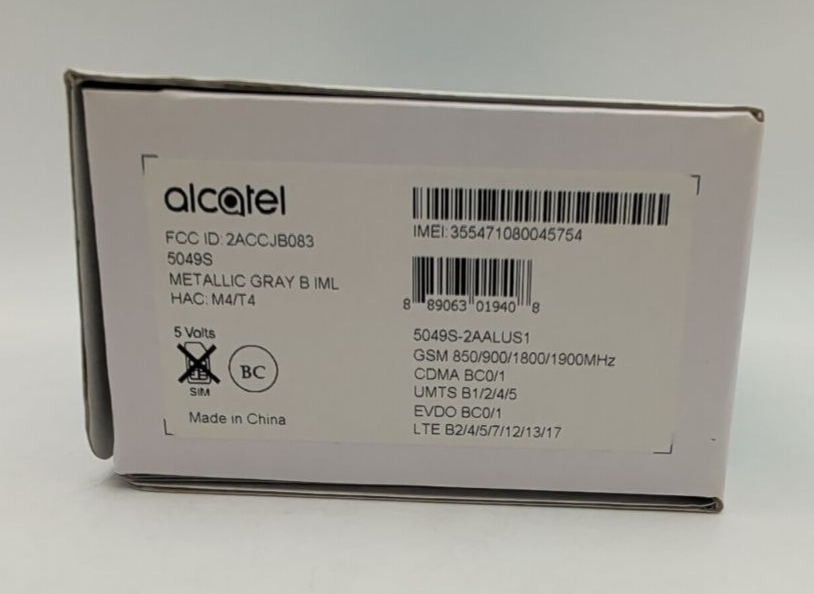 alcatel
FCC ID: 2ACCJB083
5049S
METALLIC GRAY B IML
HAC: M4/T4
5 Volts
SIM
BC
Made in China
IMEI: 355471080045754
8 89063 01940 8
5049S-2AALUS1
GSM 850/900/1800/1900MHz
CDMA BC0/1
UMTS B1/2/4/5
EVDO BC0/1
LTE B2/4/5/7/12/13/17